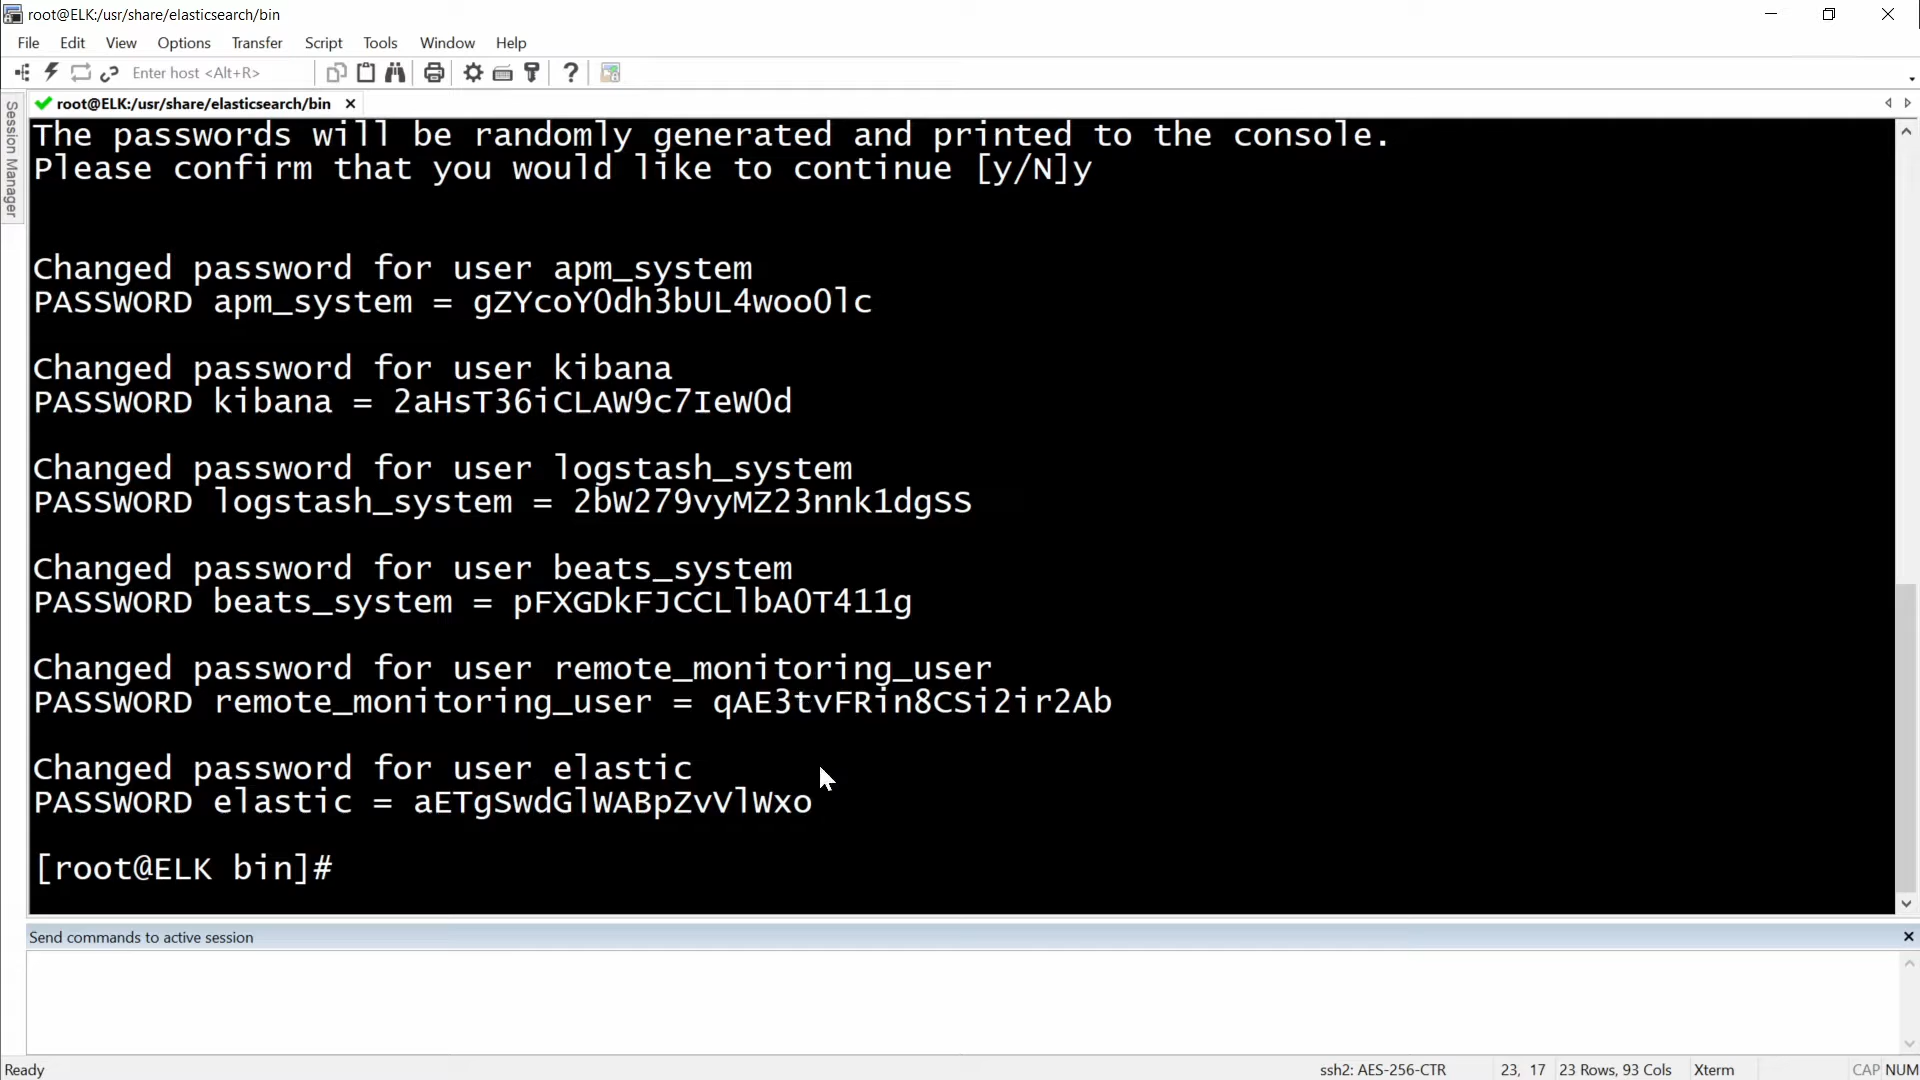 root@ELK:/usr/share/elasticsearch/bin
File Edit View Options Transfer Script Tools Window Help
Enter host <Alt+R>
root@ELK:/usr/share/elasticsearch/bin
Session Manager
The passwords will be randomly generated and printed to the console.
Please confirm that you would like to continue [y/N]y
Changed password for user apm_system
PASSWORD apm_system = gZYcoYOdh3bUL4wooOlc
Changed password for user kibana
PASSWORD kibana = 2aHsT36iCLAW9c7IeWOd
Changed password for user logstash_system
PASSWORD logstash_system = 2bW279vyMZ23nnk1dgSS
Changed password for user beats_system
PASSWORD beats_system = pFXGDkFJCCLlbAOT411g
Changed password for user remote_monitoring_user
PASSWORD remote_monitoring_user = qAE3tvFRin8CSi2ir2Ab
Changed password for user elastic
PASSWORD elastic = aETgSwdGlWABpZvVlWxo
[root@ELK bin]#
Send commands to active session
Ready ssh2: AES-256-CTR 23, 17 23 Rows, 93 Cols Xterm CAP NUM